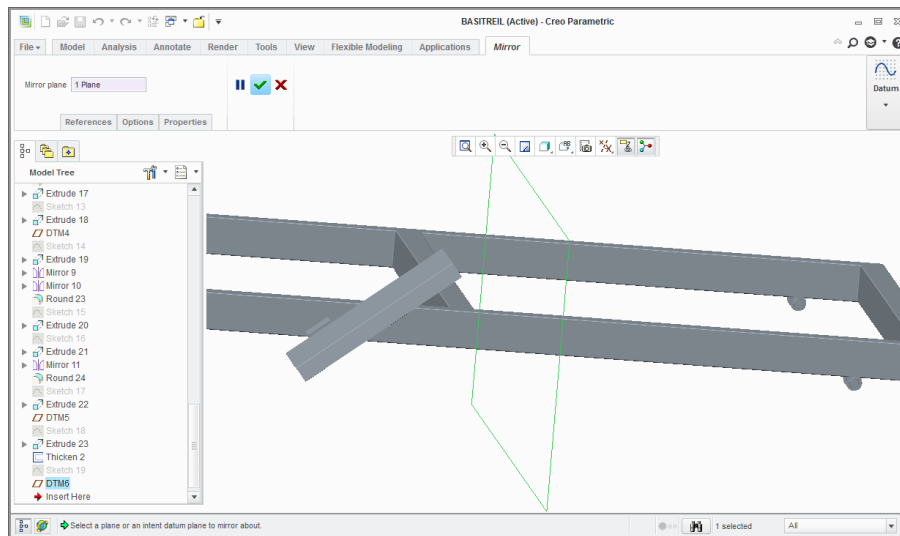 BASITREIL (Active) - Creo Parametric
File Model Analysis Annotate Render Tools View Flexible Modeling Applications Mirror
Mirror plane 1 Plane
Datum
References Options Properties
Model Tree
Extrude 17
Sketch 13
Extrude 18
DTM4
Sketch 14
Extrude 19
Mirror 9
Mirror 10
Round 23
Sketch 15
Extrude 20
Sketch 16
Extrude 21
Mirror 11
Round 24
Sketch 17
Extrude 22
DTM5
Sketch 18
Extrude 23
Thicken 2
Sketch 19
DTM6
Insert Here
Select a plane or an intent datum plane to mirror about.
1 selected
All